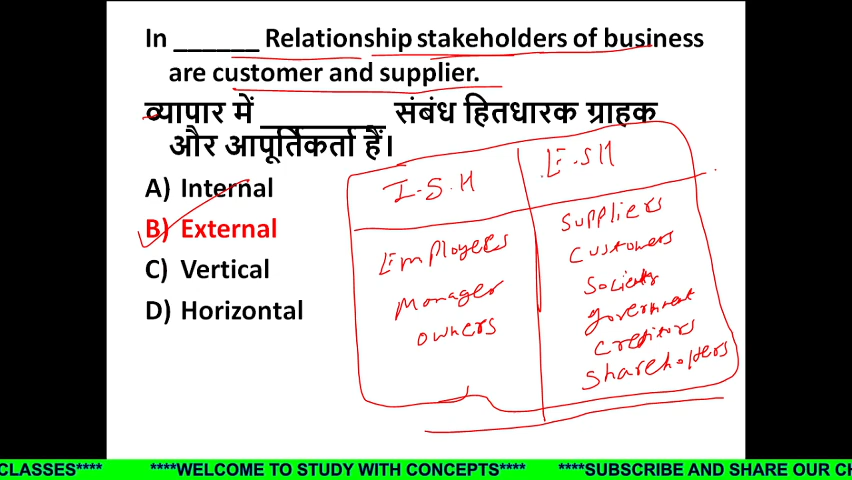 In ______ Relationship stakeholders of business
are customer and supplier.
व्यापार में ________ संबंध हितधारक ग्राहक
और आपूर्तिकर्ता हैं।
A) Internal
B) External
C) Vertical
D) Horizontal
I.S.H
E.SH
Employees
Manager
owners
Suppliers
customers
Society
government
creditors
Shareholders
CLASSES**** ****WELCOME TO STUDY WITH CONCEPTS**** ****SUBSCRIBE AND SHARE OUR CH